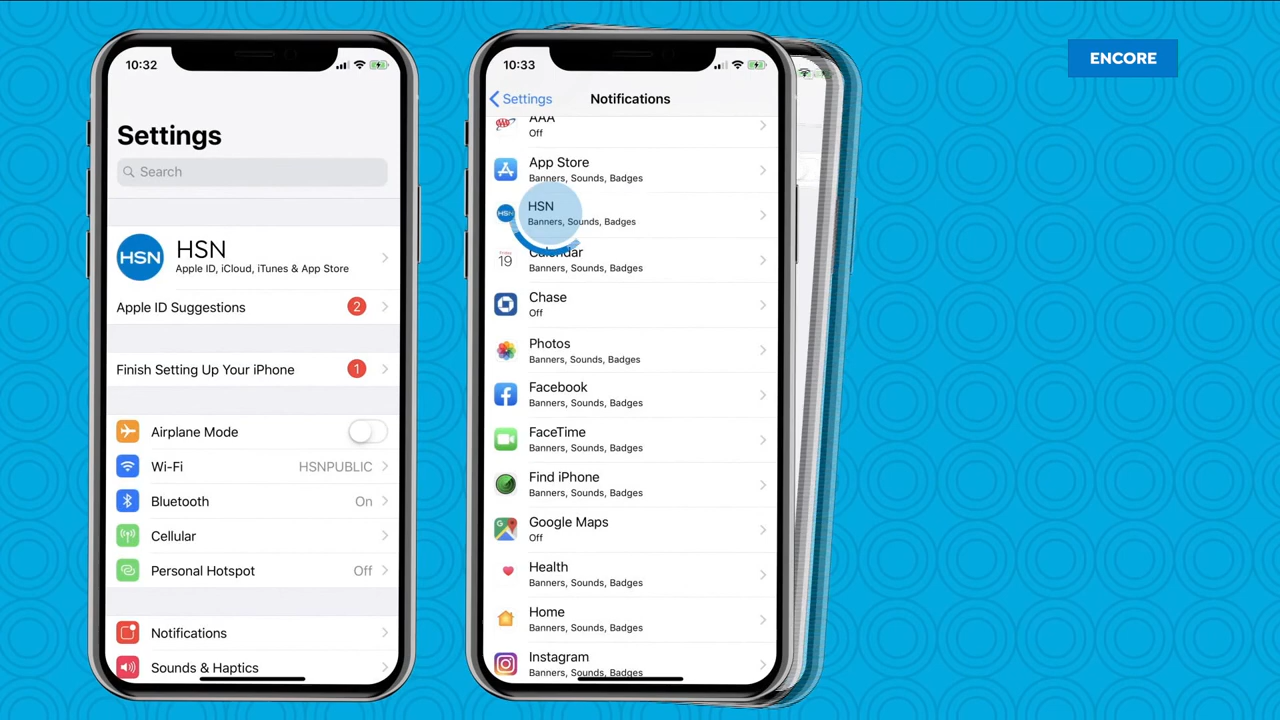 10:32
Settings
Search
HSN
HSN
Apple ID, iCloud, iTunes & App Store
Apple ID Suggestions
2
Finish Setting Up Your iPhone
1
Airplane Mode
Wi-Fi
HSNPUBLIC
Bluetooth
On
Cellular
Personal Hotspot
Off
Notifications
Sounds & Haptics
10:33
Settings
Notifications
AAA
Off
App Store
Banners, Sounds, Badges
HSN
HSN
Banners, Sounds, Badges
19
Calendar
Banners, Sounds, Badges
Chase
Off
Photos
Banners, Sounds, Badges
Facebook
Banners, Sounds, Badges
FaceTime
Banners, Sounds, Badges
Find iPhone
Banners, Sounds, Badges
Google Maps
Off
Health
Banners, Sounds, Badges
Home
Banners, Sounds, Badges
Instagram
Banners, Sounds, Badges
ENCORE